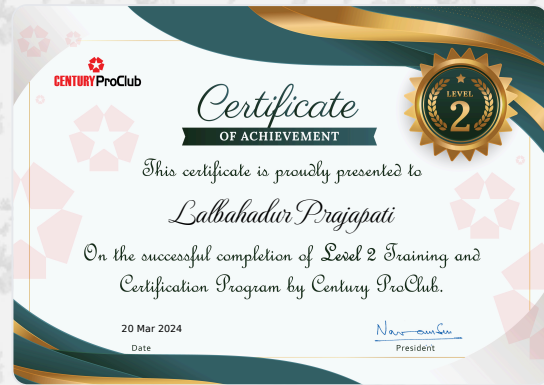 CENTURY ProClub
LEVEL
2
Certificate
OF ACHIEVEMENT
This certificate is proudly presented to
Lalbahadur Prajapati
On the successful completion of Level 2 Training and
Certification Program by Century ProClub.
20 Mar 2024
Date
President